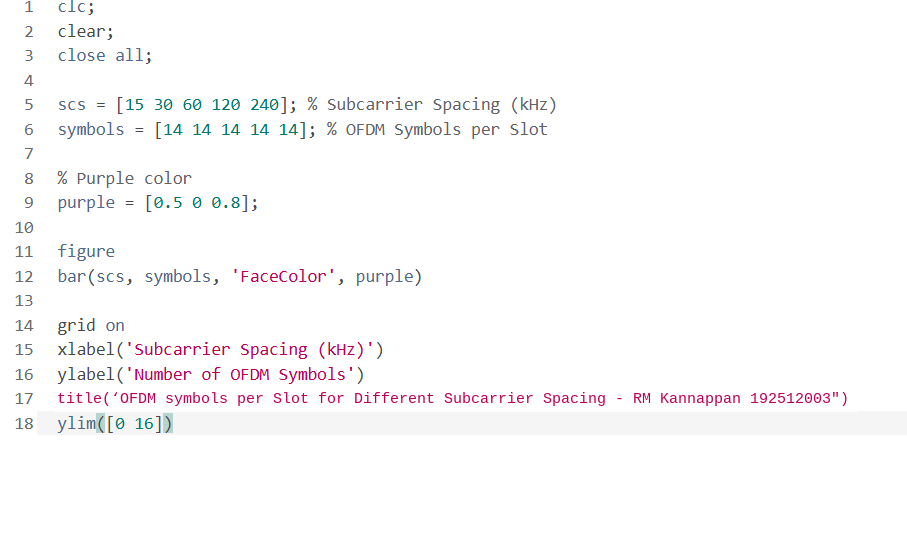 1 clc;
2 clear;
3 close all;
4
5 scs = [15 30 60 120 240]; % Subcarrier Spacing (kHz)
6 symbols = [14 14 14 14 14]; % OFDM Symbols per Slot
7
8 % Purple color
9 purple = [0.5 0 0.8];
10
11 figure
12 bar(scs, symbols, 'FaceColor', purple)
13
14 grid on
15 xlabel('Subcarrier Spacing (kHz)')
16 ylabel('Number of OFDM Symbols')
17 title(‘OFDM symbols per Slot for Different Subcarrier Spacing - RM Kannappan 192512003")
18 ylim([0 16])